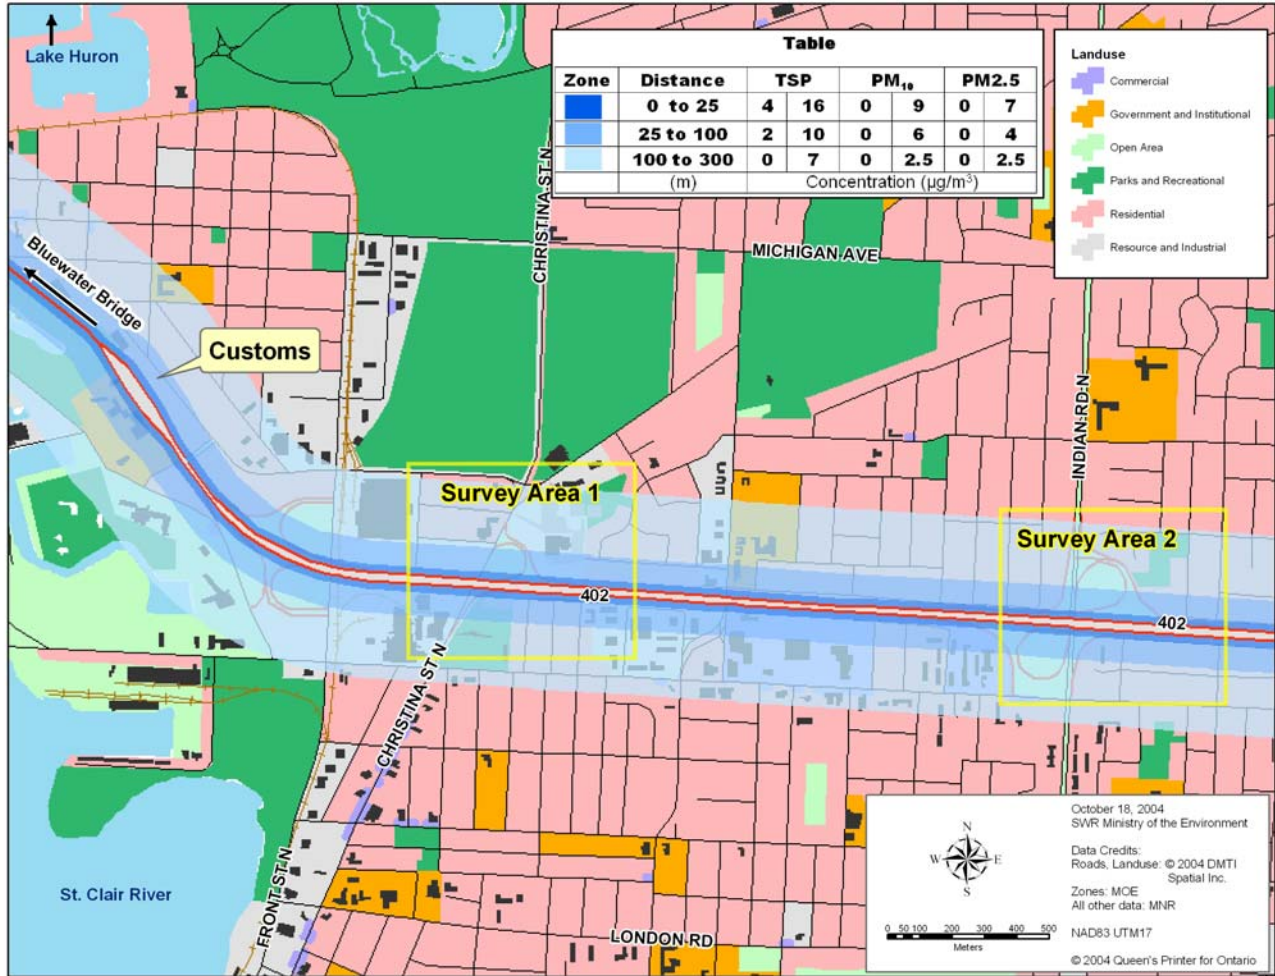 Lake Huron
Table
Zone Distance TSP PM₁₀ PM2.5
0 to 25 4 16 0 9 0 7
25 to 100 2 10 0 6 0 4
100 to 300 0 7 0 2.5 0 2.5
(m) Concentration (µg/m³)
Landuse
Commercial
Government and Institutional
Open Area
Parks and Recreational
Residential
Resource and Industrial
CHRISTINA ST N
MICHIGAN AVE
Bluewater Bridge
Customs
INDIAN RD N
Survey Area 1
Survey Area 2
402
402
CHRISTINA ST N
St. Clair River
FRONT ST N
LONDON RD
N
W E
S
0 50 100 200 300 400 500
Meters
October 18, 2004
SWR Ministry of the Environment
Data Credits:
Roads, Landuse: © 2004 DMTI
Spatial Inc.
Zones: MOE
All other data: MNR
NAD83 UTM17
© 2004 Queen's Printer for Ontario